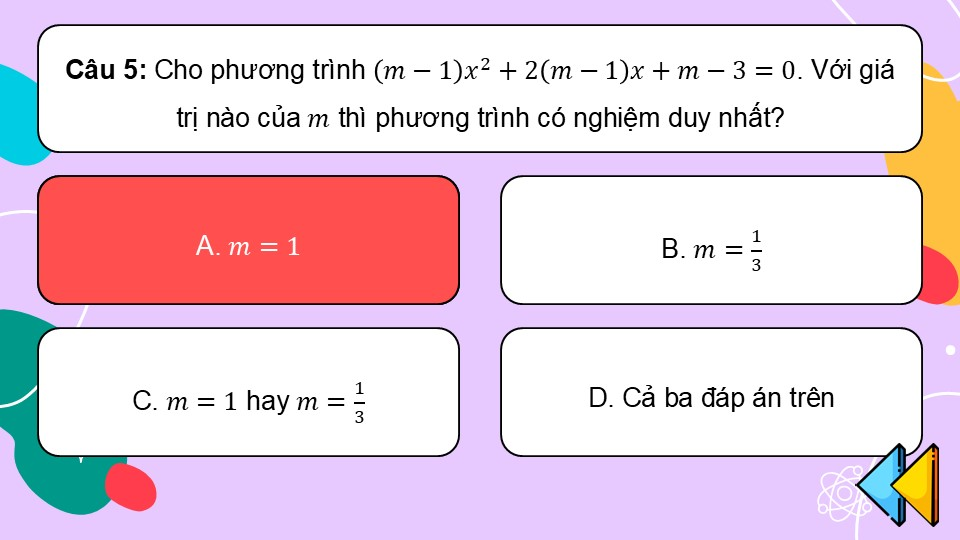 Câu 5: Cho phương trình (m − 1)x² + 2(m − 1)x + m − 3 = 0. Với giá
trị nào của m thì phương trình có nghiệm duy nhất?
A. m = 1
B. m = 1/3
C. m = 1 hay m = 1/3
D. Cả ba đáp án trên